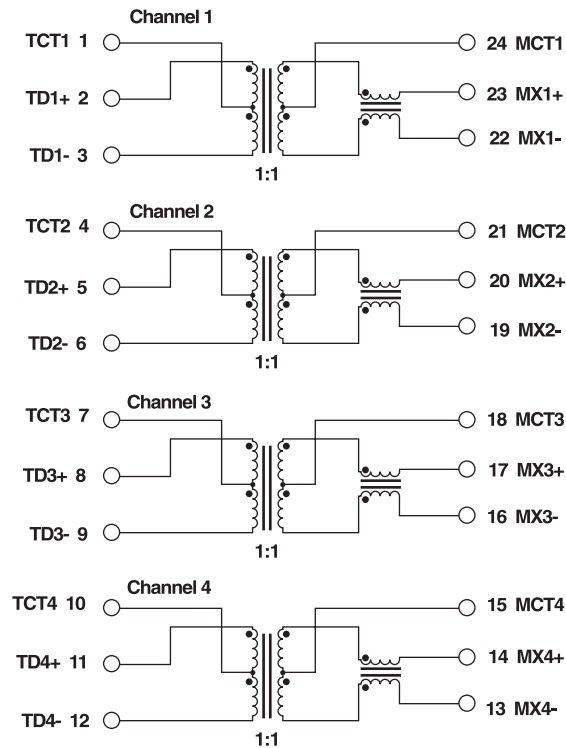 Channel 1
TCT1 1
24 MCT1
TD1+ 2
23 MX1+
22 MX1-
TD1- 3
1:1
Channel 2
TCT2 4
21 MCT2
TD2+ 5
20 MX2+
19 MX2-
TD2- 6
1:1
Channel 3
TCT3 7
18 MCT3
TD3+ 8
17 MX3+
16 MX3-
TD3- 9
1:1
Channel 4
TCT4 10
15 MCT4
TD4+ 11
14 MX4+
13 MX4-
TD4- 12
1:1